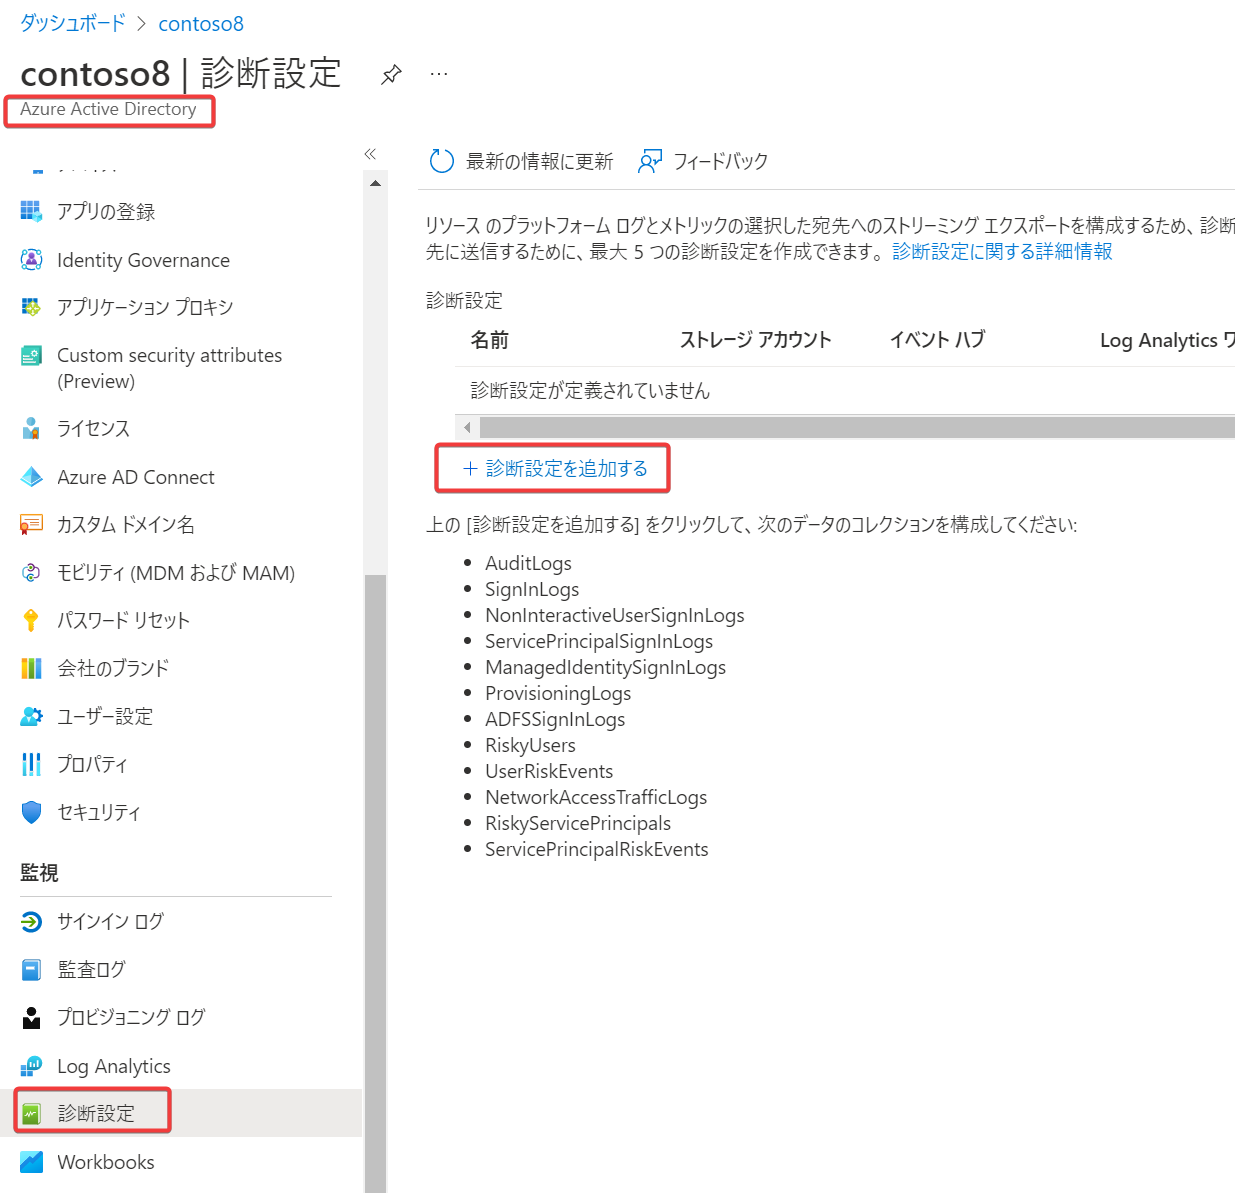 ダッシュボード > contoso8
contoso8 | 診断設定
...
Azure Active Directory
«
アプリの登録
Identity Governance
アプリケーション プロキシ
Custom security attributes
(Preview)
ライセンス
Azure AD Connect
カスタム ドメイン名
モビリティ (MDM および MAM)
パスワード リセット
会社のブランド
ユーザー設定
プロパティ
セキュリティ
監視
サインイン ログ
監査ログ
プロビジョニング ログ
Log Analytics
診断設定
Workbooks
最新の情報に更新 フィードバック
リソース のプラットフォーム ログとメトリックの選択した宛先へのストリーミング エクスポートを構成するため、診断
先に送信するために、最大 5 つの診断設定を作成できます。 診断設定に関する詳細情報
診断設定
名前 ストレージ アカウント イベント ハブ Log Analytics ワ
診断設定が定義されていません
+ 診断設定を追加する
上の [診断設定を追加する] をクリックして、次のデータのコレクションを構成してください:
• AuditLogs
• SignInLogs
• NonInteractiveUserSignInLogs
• ServicePrincipalSignInLogs
• ManagedIdentitySignInLogs
• ProvisioningLogs
• ADFSSignInLogs
• RiskyUsers
• UserRiskEvents
• NetworkAccessTrafficLogs
• RiskyServicePrincipals
• ServicePrincipalRiskEvents